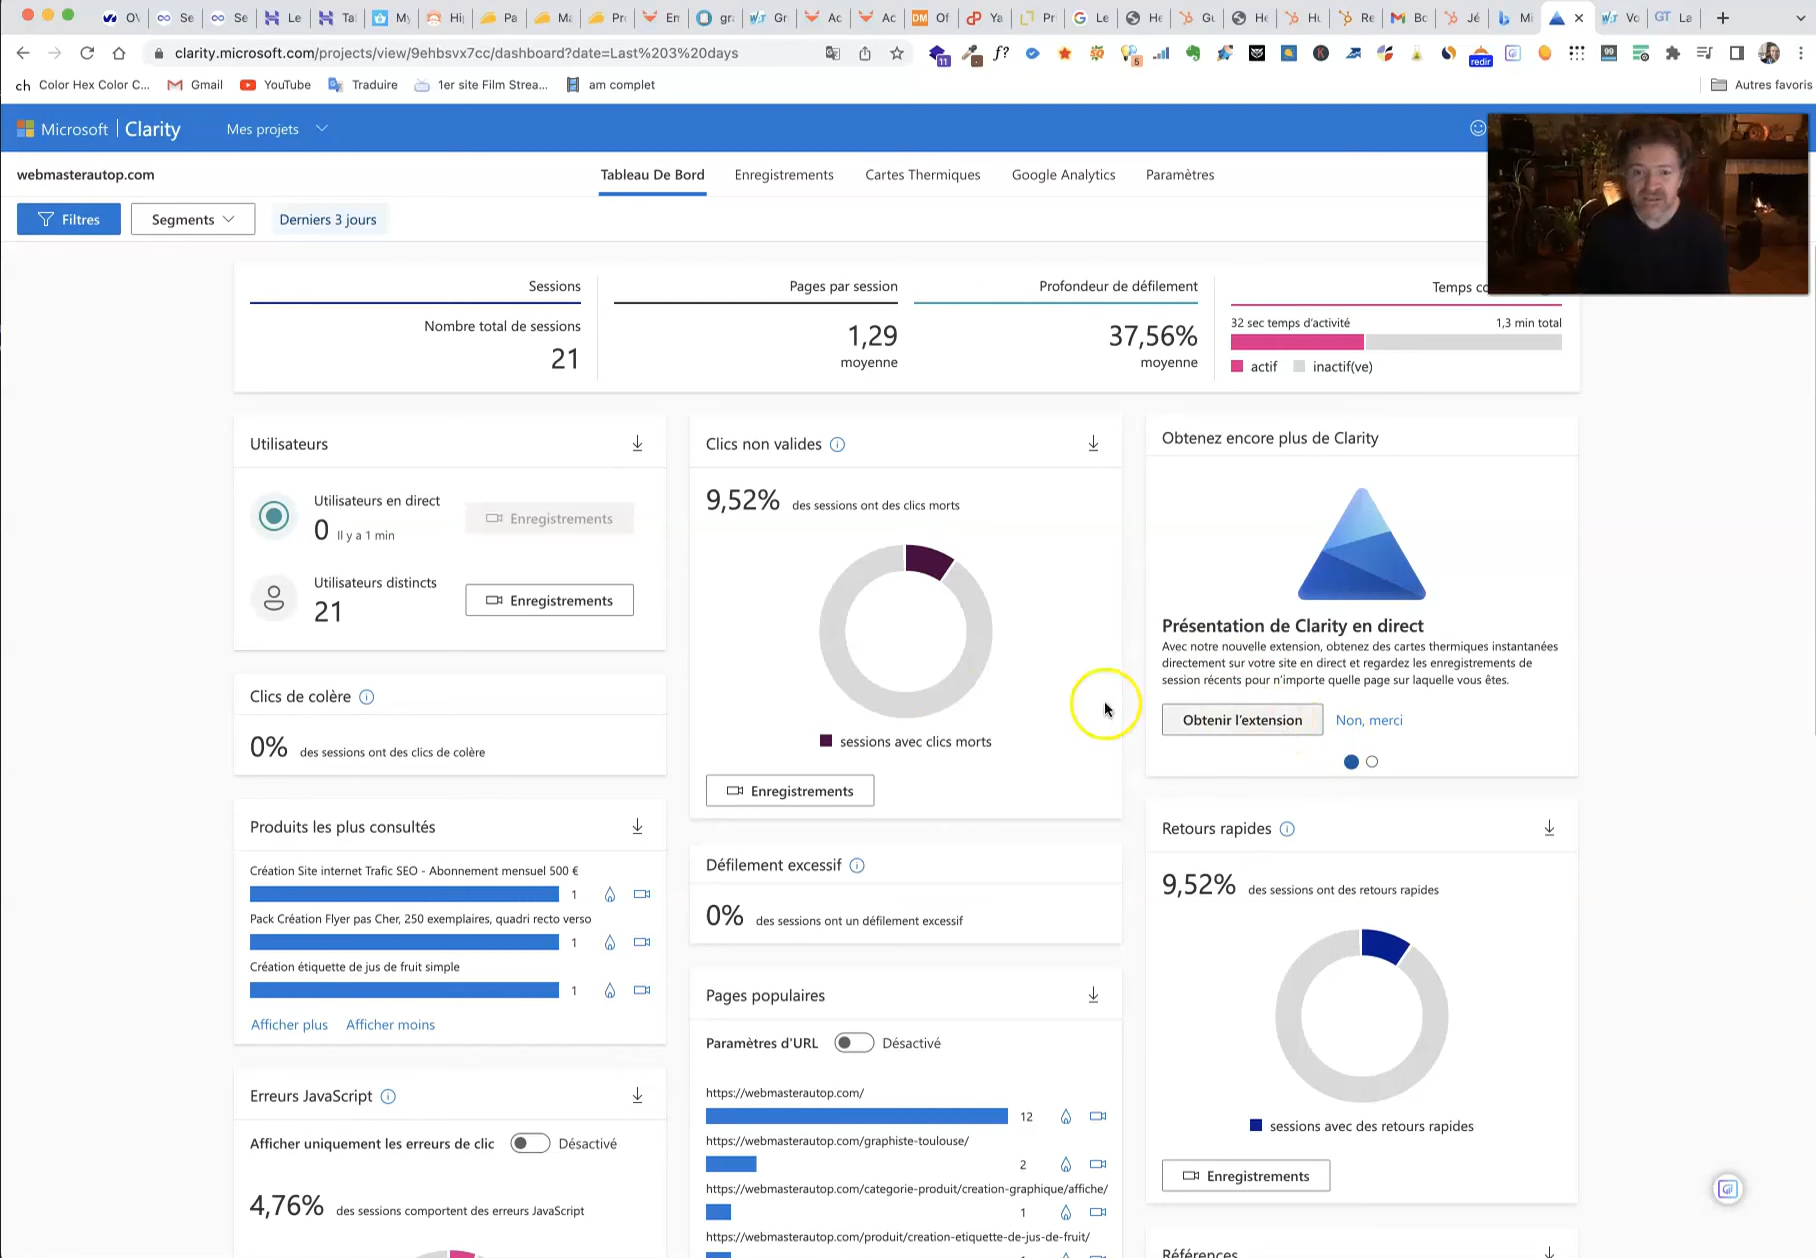 clarity.microsoft.com/projects/view/9ehbsvx7cc/dashboard?date=Last%203%20days
11
5
f?
redir
99
ch Color Hex Color C...
Gmail
YouTube
Traduire
1er site Film Strea...
am complet
Autres favoris
Microsoft | Clarity
Mes projets
webmasterautop.com
Tableau De Bord
Enregistrements
Cartes Thermiques
Google Analytics
Paramètres
Filtres
Segments
Derniers 3 jours
Sessions
Nombre total de sessions
21
Pages par session
1,29
moyenne
Profondeur de défilement
37,56%
moyenne
Temps co
32 sec temps d'activité
1,3 min total
actif
inactif(ve)
Utilisateurs
Utilisateurs en direct
0 Il y a 1 min
Enregistrements
Utilisateurs distincts
21
Enregistrements
Clics de colère
0% des sessions ont des clics de colère
Produits les plus consultés
Création Site internet Trafic SEO - Abonnement mensuel 500 €
1
Pack Création Flyer pas Cher, 250 exemplaires, quadri recto verso
1
Création étiquette de jus de fruit simple
1
Afficher plus
Afficher moins
Erreurs JavaScript
Afficher uniquement les erreurs de clic
Désactivé
4,76% des sessions comportent des erreurs JavaScript
Clics non valides
9,52% des sessions ont des clics morts
sessions avec clics morts
Enregistrements
Défilement excessif
0% des sessions ont un défilement excessif
Pages populaires
Paramètres d'URL
Désactivé
https://webmasterautop.com/
12
https://webmasterautop.com/graphiste-toulouse/
2
https://webmasterautop.com/categorie-produit/creation-graphique/affiche/
1
https://webmasterautop.com/produit/creation-etiquette-de-jus-de-fruit/
Obtenez encore plus de Clarity
Présentation de Clarity en direct
Avec notre nouvelle extension, obtenez des cartes thermiques instantanées
directement sur votre site en direct et regardez les enregistrements de
session récents pour n'importe quelle page sur laquelle vous êtes.
Obtenir l'extension
Non, merci
Retours rapides
9,52% des sessions ont des retours rapides
sessions avec des retours rapides
Enregistrements
Références